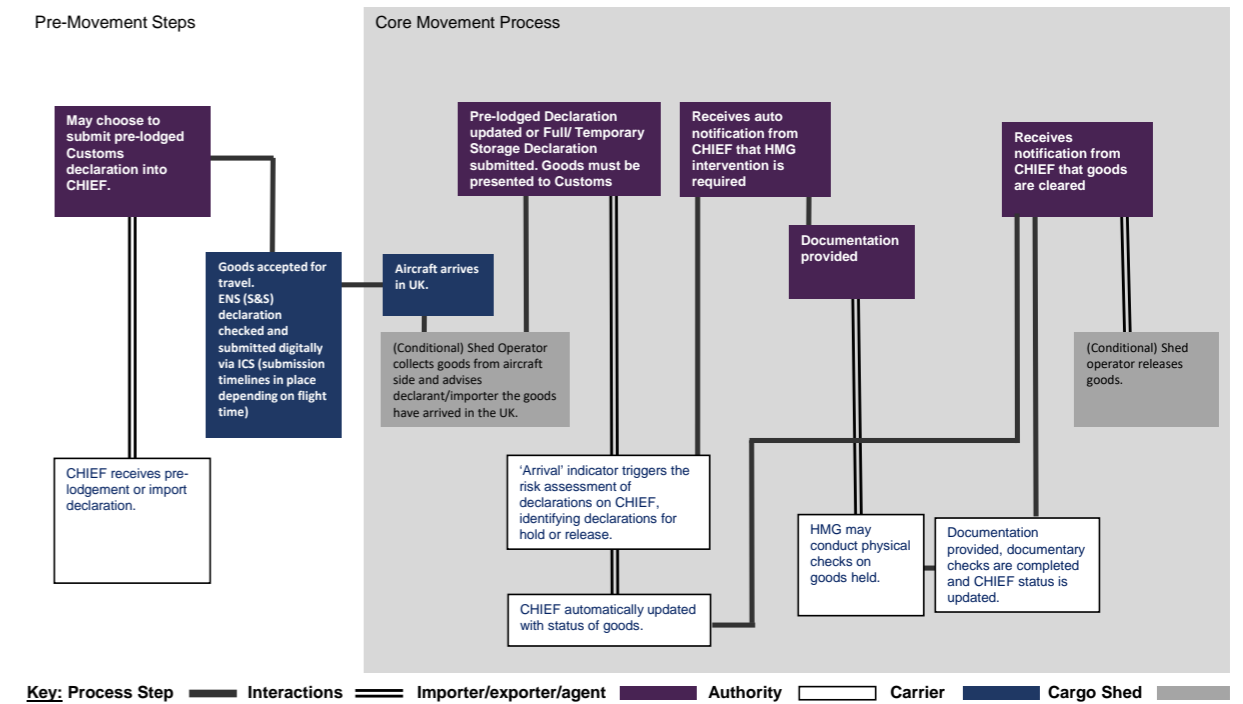 Pre-Movement Steps
Core Movement Process
May choose to
submit pre-lodged
Customs
declaration into
CHIEF.
Goods accepted for
travel.
ENS (S&S)
declaration
checked and
submitted digitally
via ICS (submission
timelines in place
depending on flight
time)
CHIEF receives pre-
lodgement or import
declaration.
Aircraft arrives
in UK.
(Conditional) Shed Operator
collects goods from aircraft
side and advises
declarant/importer the goods
have arrived in the UK.
Pre-lodged Declaration
updated or Full/ Temporary
Storage Declaration
submitted. Goods must be
presented to Customs
‘Arrival’ indicator triggers the
risk assessment of
declarations on CHIEF,
identifying declarations for
hold or release.
CHIEF automatically updated
with status of goods.
Receives auto
notification from
CHIEF that HMG
intervention is
required
Documentation
provided
HMG may
conduct physical
checks on
goods held.
Documentation
provided, documentary
checks are completed
and CHIEF status is
updated.
Receives
notification from
CHIEF that goods
are cleared
(Conditional) Shed
operator releases
goods.
Key: Process Step Interactions Importer/exporter/agent Authority Carrier Cargo Shed